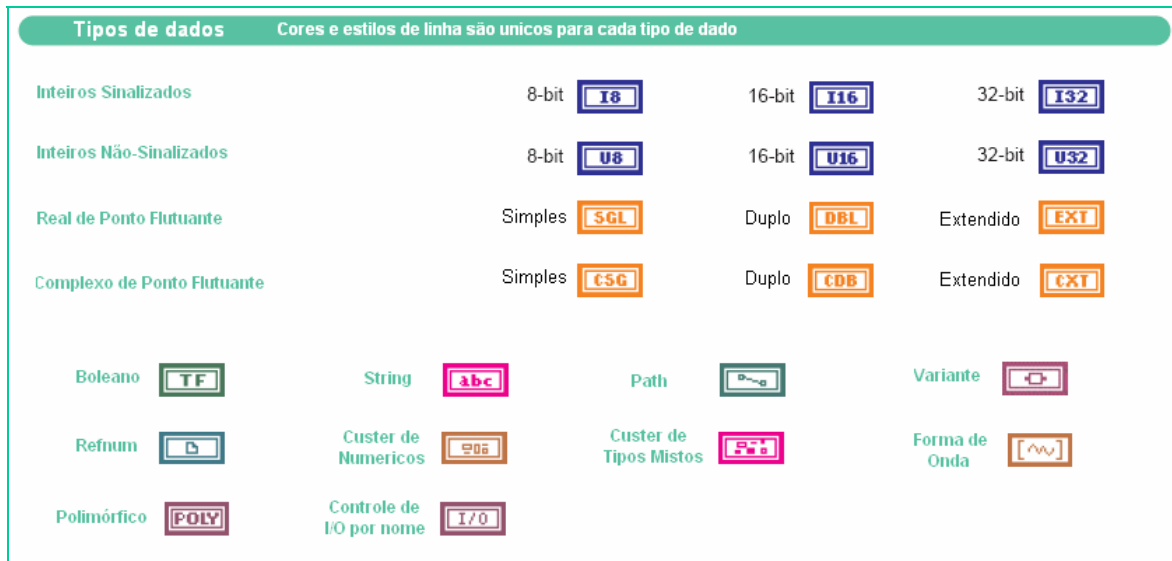 Tipos de dados Cores e estilos de linha são unicos para cada tipo de dado
Inteiros Sinalizados 8-bit I8 16-bit I16 32-bit I32
Inteiros Não-Sinalizados 8-bit U8 16-bit U16 32-bit U32
Real de Ponto Flutuante Simples SGL Duplo DBL Extendido EXT
Complexo de Ponto Flutuante Simples CSG Duplo CDB Extendido CXT
Boleano TF String abc Path Variante
Refnum
Custer de
Numericos
Custer de
Tipos Mistos
Forma de
Onda
Polimórfico POLY
Controle de
I/O por nome I/O